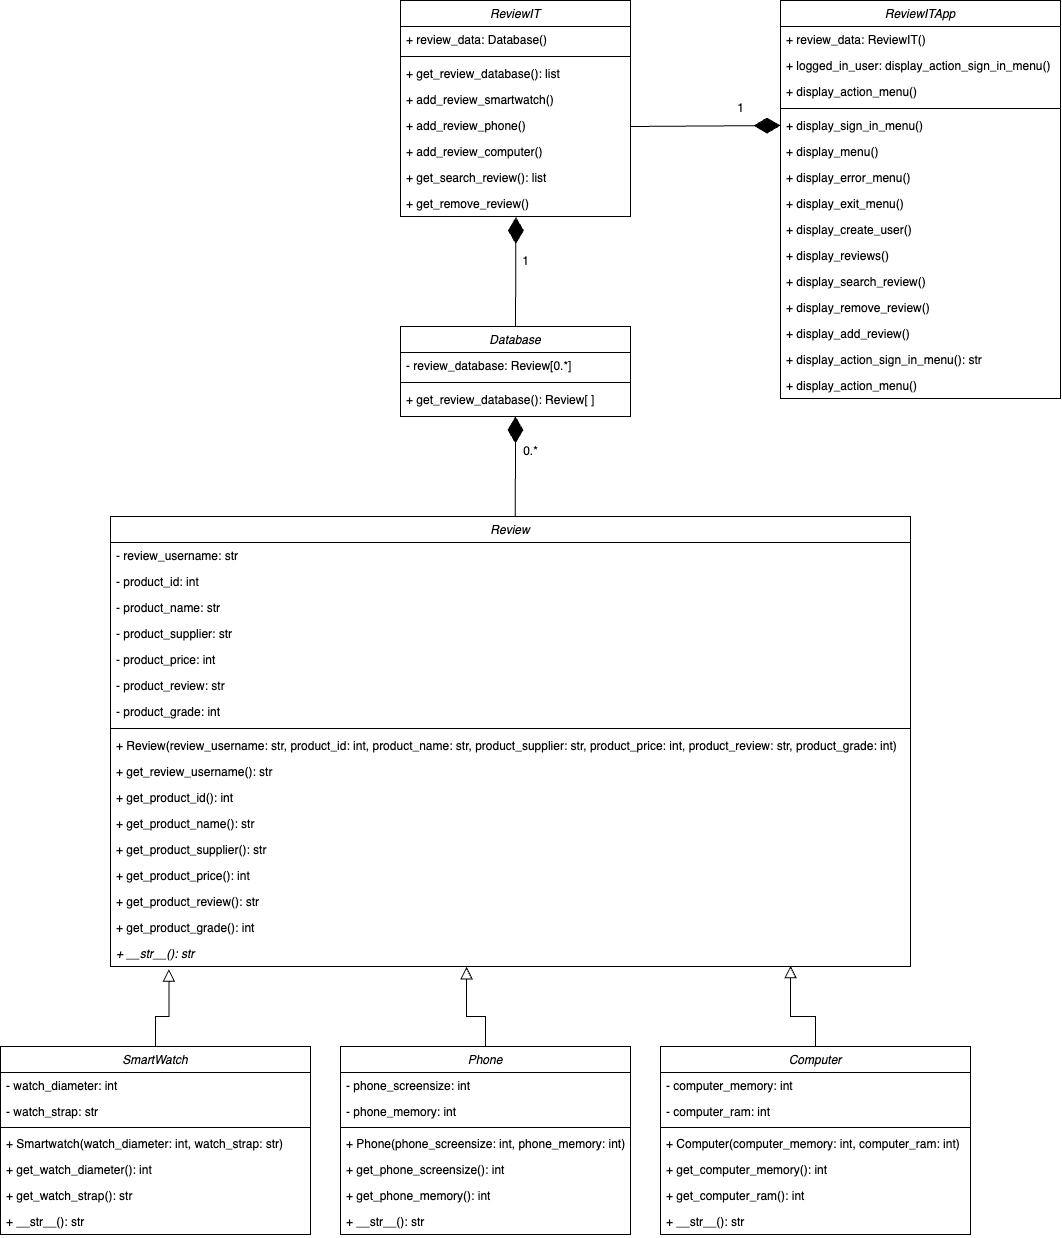 ReviewIT
+ review_data: Database()
+ get_review_database(): list
+ add_review_smartwatch()
+ add_review_phone()
+ add_review_computer()
+ get_search_review(): list
+ get_remove_review()
1
ReviewITApp
+ review_data: ReviewIT()
+ logged_in_user: display_action_sign_in_menu()
+ display_action_menu()
+ display_sign_in_menu()
+ display_menu()
+ display_error_menu()
+ display_exit_menu()
+ display_create_user()
+ display_reviews()
+ display_search_review()
+ display_remove_review()
+ display_add_review()
+ display_action_sign_in_menu(): str
+ display_action_menu()
1
Database
- review_database: Review[0.*]
+ get_review_database(): Review[ ]
0.*
Review
- review_username: str
- product_id: int
- product_name: str
- product_supplier: str
- product_price: int
- product_review: str
- product_grade: int
+ Review(review_username: str, product_id: int, product_name: str, product_supplier: str, product_price: int, product_review: str, product_grade: int)
+ get_review_username(): str
+ get_product_id(): int
+ get_product_name(): str
+ get_product_supplier(): str
+ get_product_price(): int
+ get_product_review(): str
+ get_product_grade(): int
+ __str__(): str
SmartWatch
- watch_diameter: int
- watch_strap: str
+ Smartwatch(watch_diameter: int, watch_strap: str)
+ get_watch_diameter(): int
+ get_watch_strap(): str
+ __str__(): str
Phone
- phone_screensize: int
- phone_memory: int
+ Phone(phone_screensize: int, phone_memory: int)
+ get_phone_screensize(): int
+ get_phone_memory(): int
+ __str__(): str
Computer
- computer_memory: int
- computer_ram: int
+ Computer(computer_memory: int, computer_ram: int)
+ get_computer_memory(): int
+ get_computer_ram(): int
+ __str__(): str